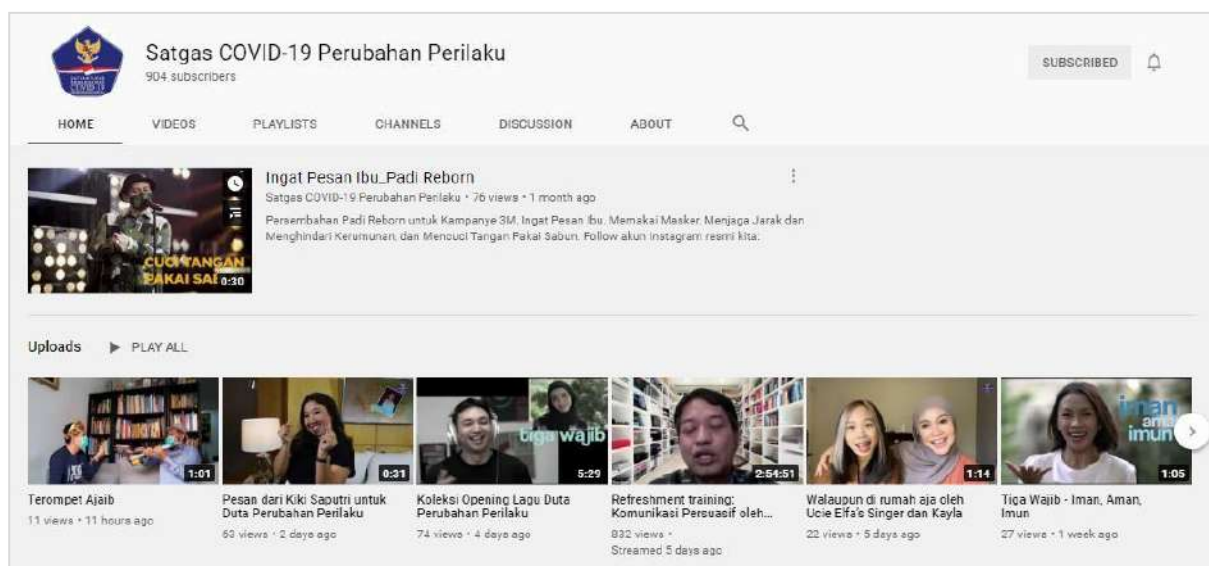 Satgas COVID-19 Perubahan Perilaku
904 subscribers
SUBSCRIBED
HOME VIDEOS PLAYLISTS CHANNELS DISCUSSION ABOUT
Ingat Pesan Ibu_Padi Reborn
Satgas COVID-19 Perubahan Perilaku • 76 views • 1 month ago
Persembahan Padi Reborn untuk Kampanye 3M, Ingat Pesan Ibu. Memakai Masker, Menjaga Jarak dan
Menghindari Kerumunan, dan Mencuci Tangan Pakai Sabun. Follow akun instagram resmi kita:
CUCI TANGAN
PAKAI SAB
0:30
Uploads PLAY ALL
1:01
0:31
tiga wajib
5:29
2:54:51
1:14
iman
aman
imun
1:05
Terompet Ajaib
11 views • 11 hours ago
Pesan dari Kiki Saputri untuk
Duta Perubahan Perilaku
63 views • 2 days ago
Koleksi Opening Lagu Duta
Perubahan Perilaku
74 views • 4 days ago
Refreshment training:
Komunikasi Persuasif oleh...
832 views •
Streamed 5 days ago
Walaupun di rumah aja oleh
Ucie Elfa's Singer dan Kayla
22 views • 5 days ago
Tiga Wajib - Iman, Aman,
Imun
27 views • 1 week ago